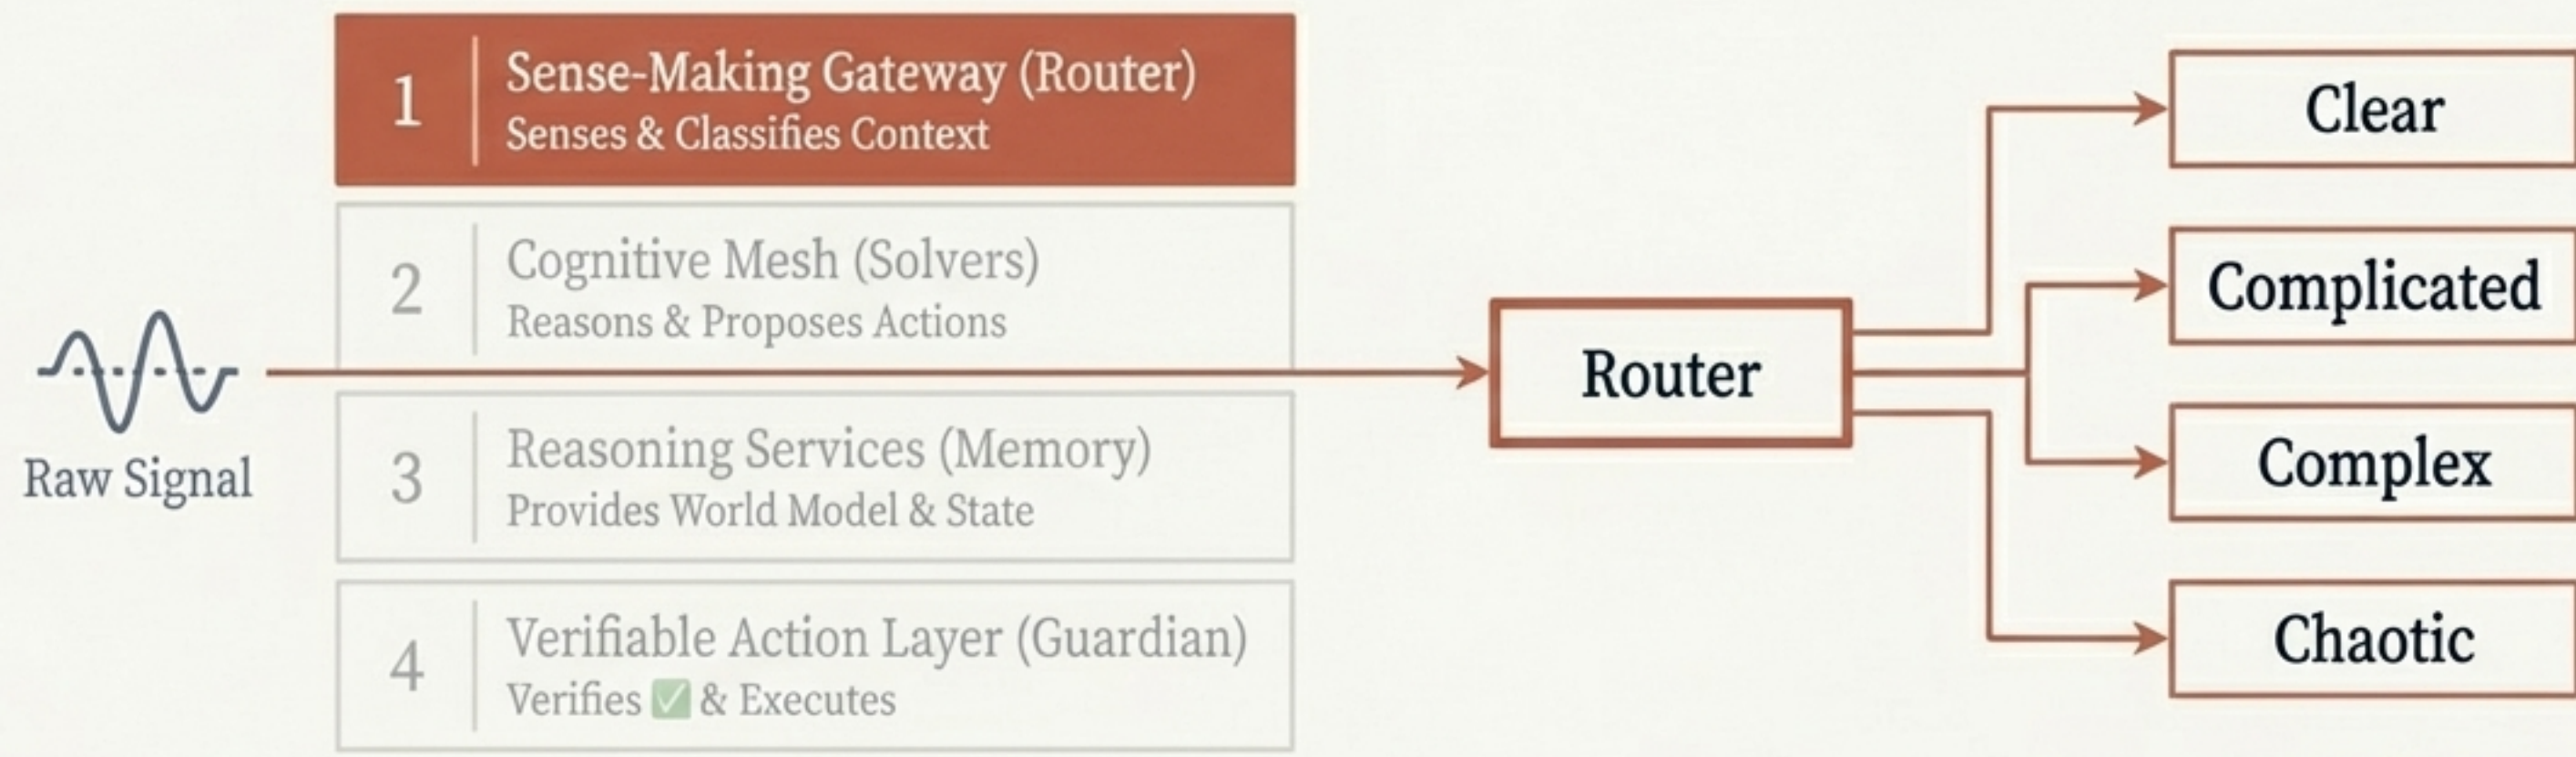 1
Sense-Making Gateway (Router)
Senses & Classifies Context
2
Cognitive Mesh (Solvers)
Reasons & Proposes Actions
3
Reasoning Services (Memory)
Provides World Model & State
4
Verifiable Action Layer (Guardian)
Verifies ✅ & Executes
Raw Signal
Router
Clear
Complicated
Complex
Chaotic